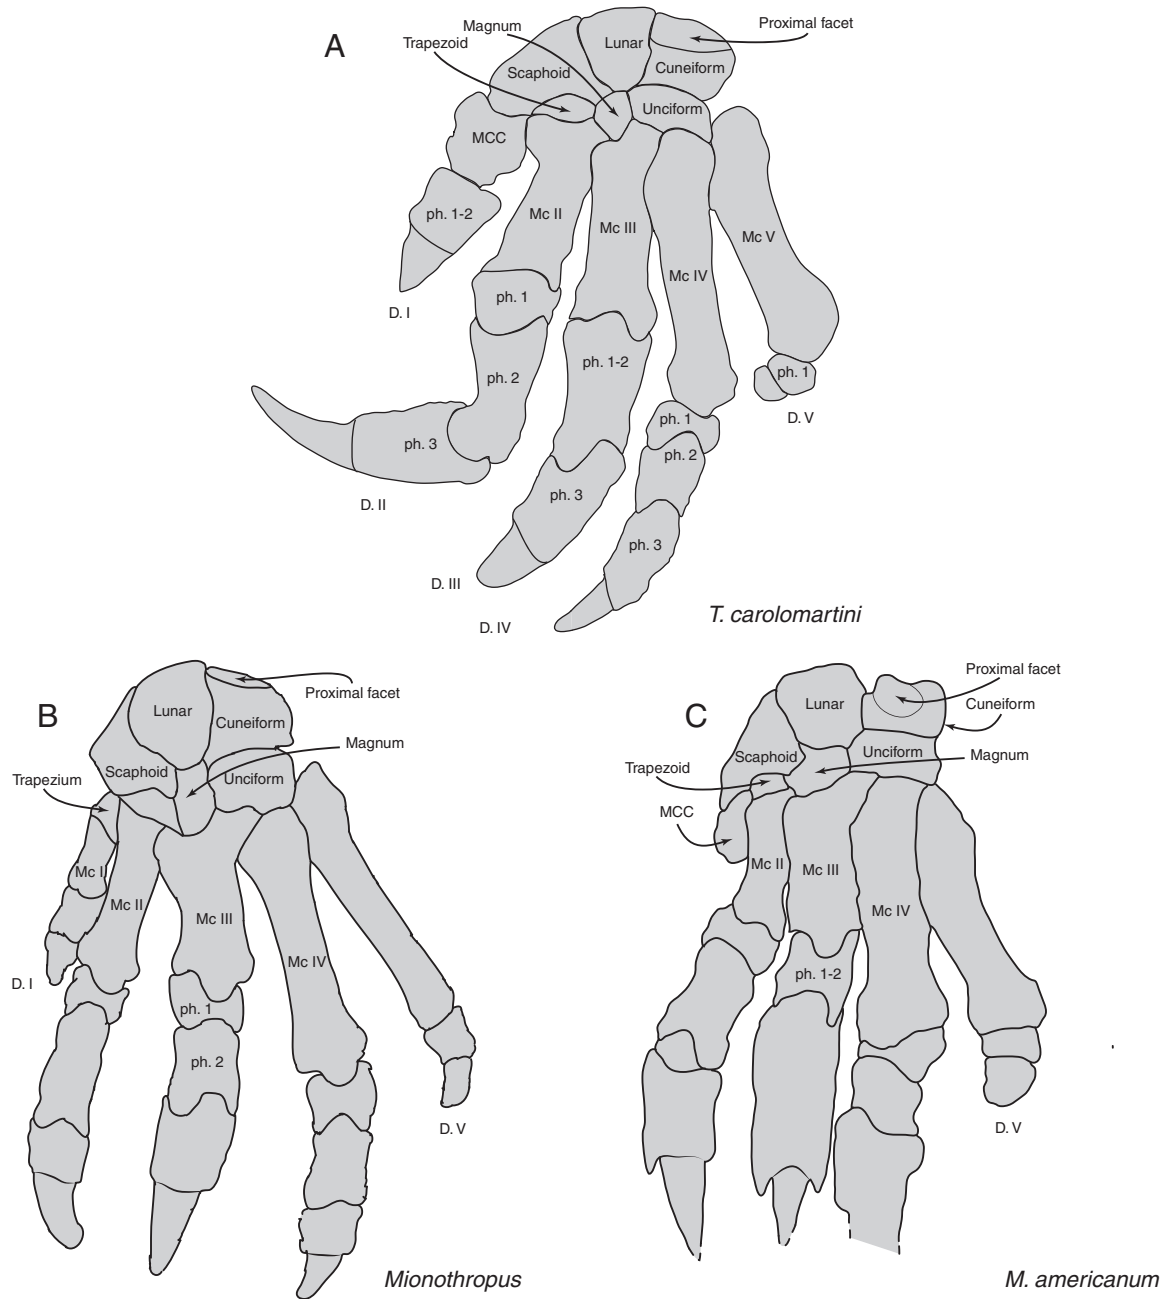 A
Magnum
Proximal facet
Trapezoid
Lunar
Scaphoid
Cuneiform
Unciform
MCC
ph. 1-2
Mc II
Mc III
Mc V
Mc IV
ph. 1
D. I
ph. 1-2
ph. 2
ph. 1
D. V
ph. 1
ph. 3
ph. 2
D. II
ph. 3
ph. 3
D. III
D. IV
T. carolomartini
B
Proximal facet
Lunar
Cuneiform
Magnum
Scaphoid
Unciform
Trapezium
Mc I
Mc II
Mc III
Mc IV
D. I
ph. 1
ph. 2
D. V
Mionothropus
C
Proximal facet
Lunar
Cuneiform
Scaphoid
Unciform
Magnum
Trapezoid
MCC
Mc II
Mc III
Mc IV
ph. 1-2
D. V
M. americanum